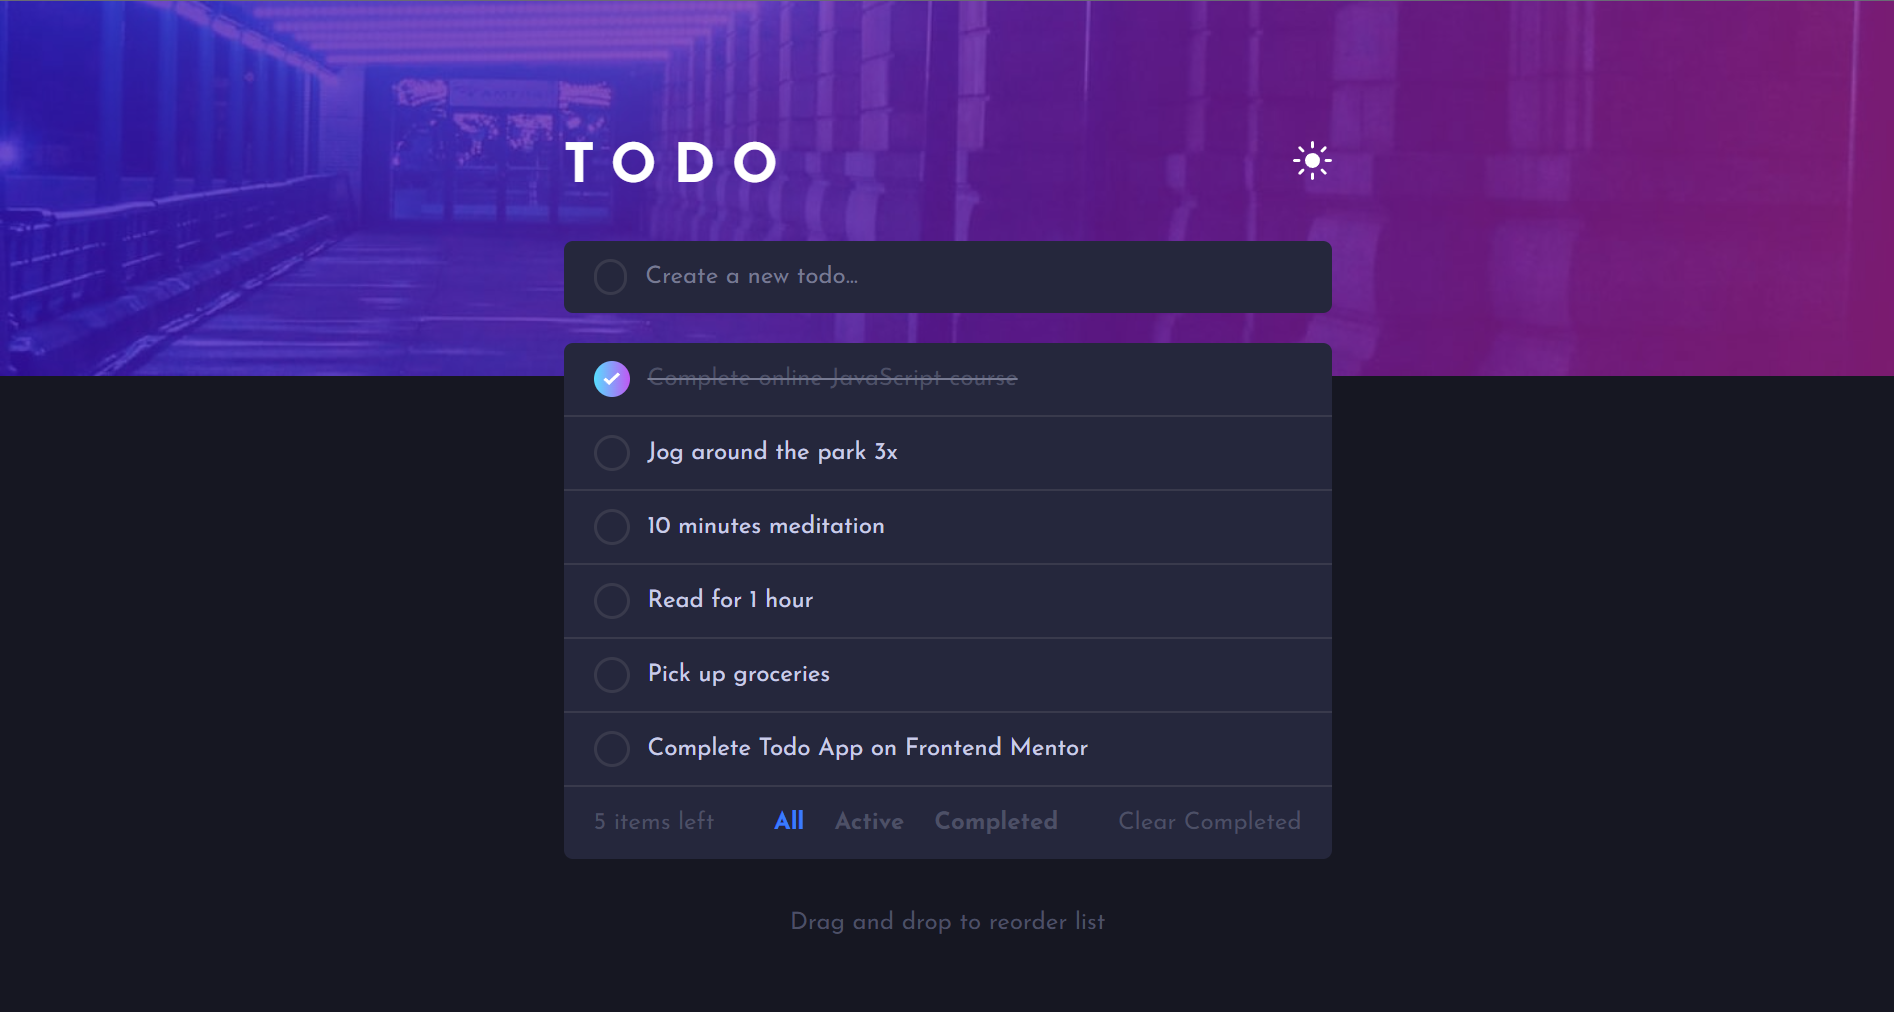 TODO
Create a new todo...
Complete online JavaScript course
Jog around the park 3x
10 minutes meditation
Read for 1 hour
Pick up groceries
Complete Todo App on Frontend Mentor
5 items left All Active Completed Clear Completed
Drag and drop to reorder list